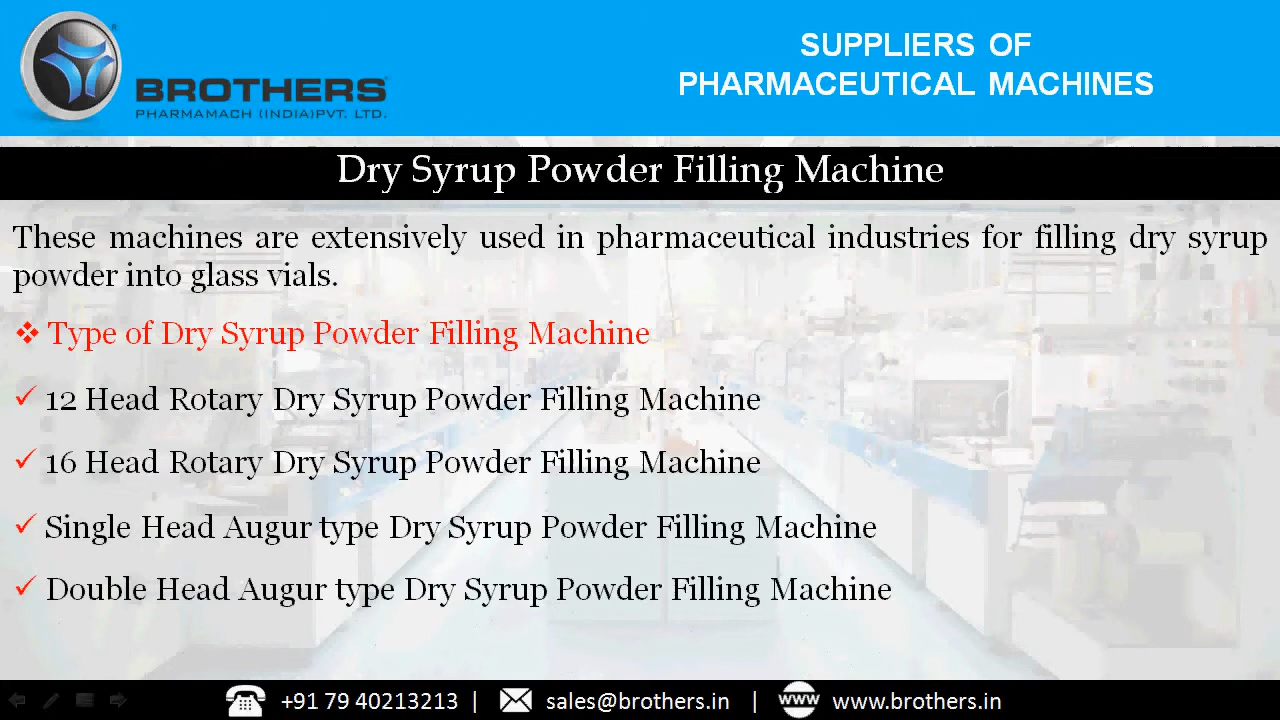 BROTHERS
PHARMAMACH (INDIA)PVT. LTD.
SUPPLIERS OF
PHARMACEUTICAL MACHINES
Dry Syrup Powder Filling Machine
These machines are extensively used in pharmaceutical industries for filling dry syrup
powder into glass vials.
❖ Type of Dry Syrup Powder Filling Machine
✓ 12 Head Rotary Dry Syrup Powder Filling Machine
✓ 16 Head Rotary Dry Syrup Powder Filling Machine
✓ Single Head Augur type Dry Syrup Powder Filling Machine
✓ Double Head Augur type Dry Syrup Powder Filling Machine
+91 79 40213213 | sales@brothers.in | WWW www.brothers.in